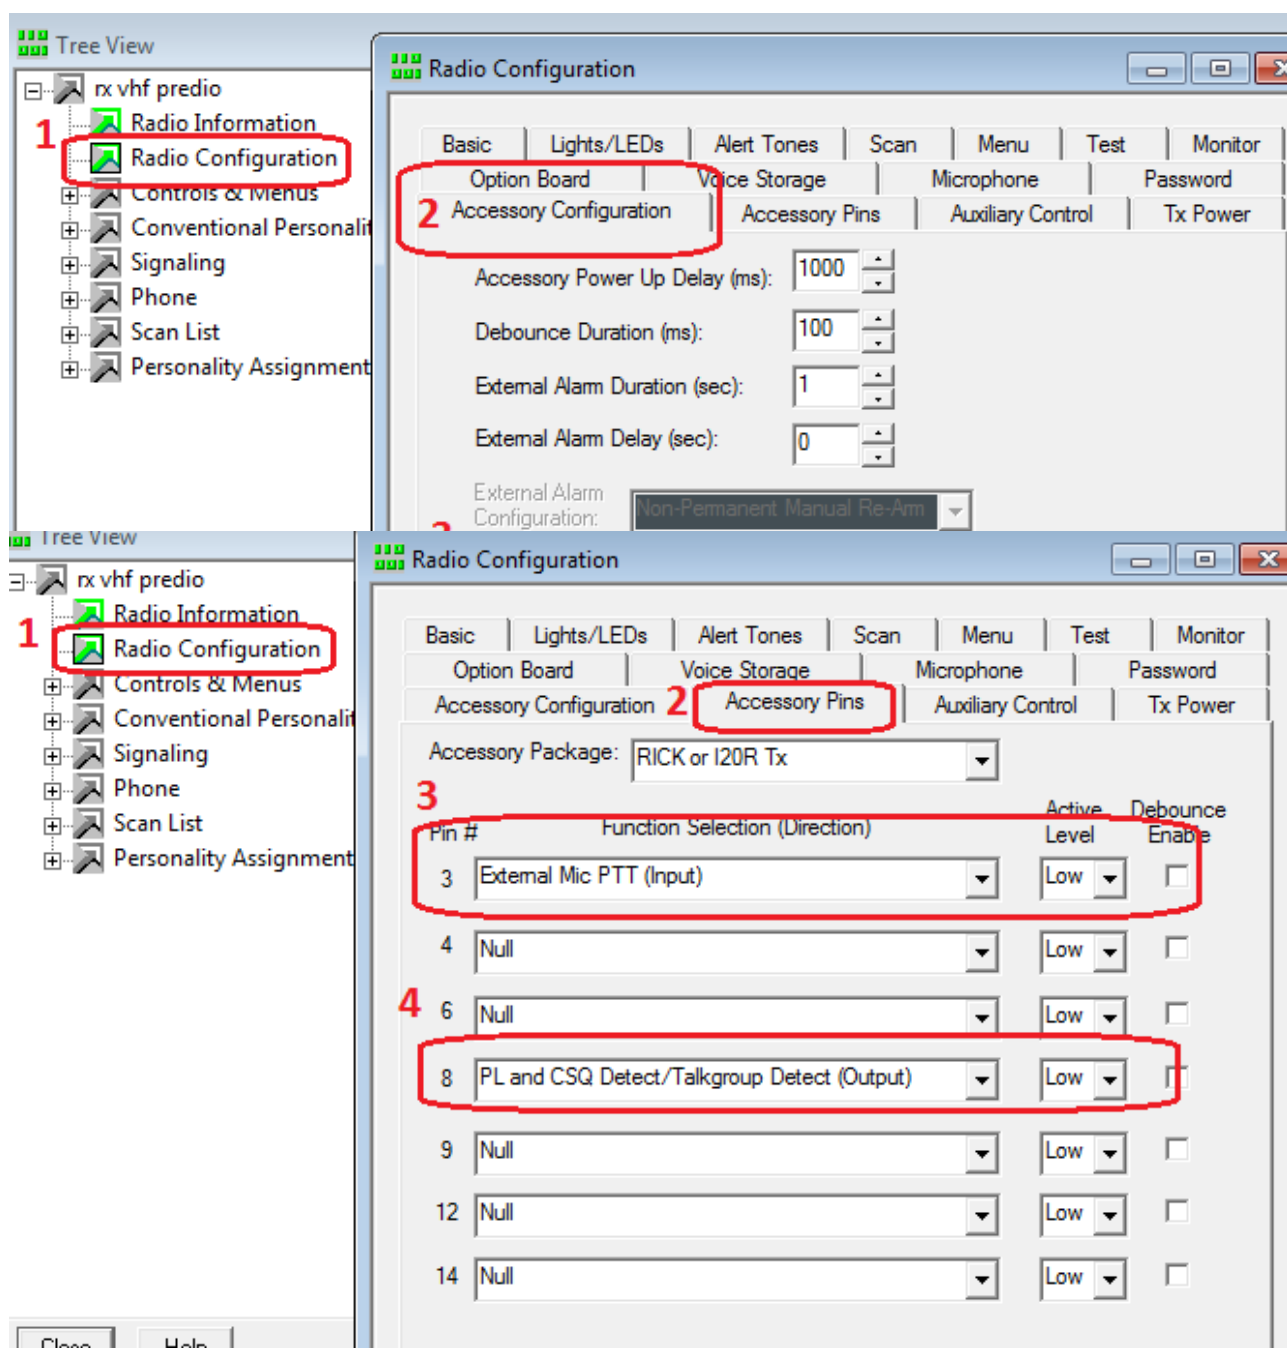 Tree View
rx vhf predio
Radio Information
1
Radio Configuration
Controls & Menus
Conventional Personalit
Signaling
Phone
Scan List
Personality Assignment
Radio Configuration
Basic Lights/LEDs Alert Tones Scan Menu Test Monitor
Option Board Voice Storage Microphone Password
2 Accessory Configuration Accessory Pins Auxiliary Control Tx Power
Accessory Power Up Delay (ms): 1000
Debounce Duration (ms): 100
External Alarm Duration (sec): 1
External Alarm Delay (sec): 0
External Alarm
Configuration: Non-Permanent Manual Re-Arm
Tree View
rx vhf predio
Radio Information
1
Radio Configuration
Controls & Menus
Conventional Personalit
Signaling
Phone
Scan List
Personality Assignment
Close Help
Radio Configuration
Basic Lights/LEDs Alert Tones Scan Menu Test Monitor
Option Board Voice Storage Microphone Password
Accessory Configuration 2 Accessory Pins Auxiliary Control Tx Power
Accessory Package: RICK or I20R Tx
3
Pin # Function Selection (Direction) Active Level Debounce Enable
3 External Mic PTT (Input) Low
4 Null Low
4
6 Null Low
8 PL and CSQ Detect/Talkgroup Detect (Output) Low
9 Null Low
12 Null Low
14 Null Low